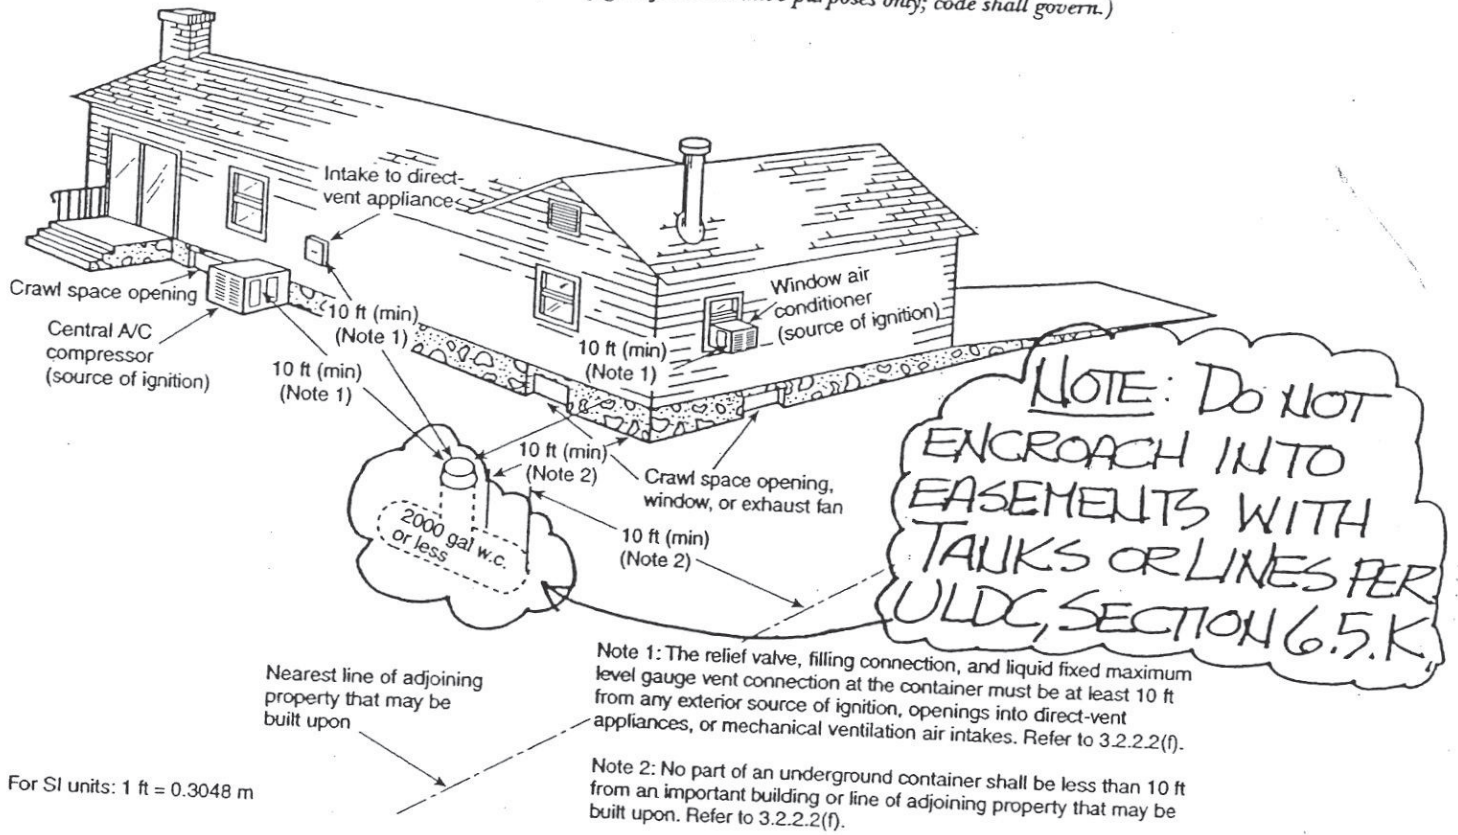 purposes only; code shall govern.)
Intake to direct-
vent appliance
Crawl space opening
Central A/C
compressor
(source of ignition)
10 ft (min)
(Note 1)
10 ft (min)
(Note 1)
10 ft (min)
(Note 1)
Window air
conditioner
(source of ignition)
10 ft (min)
(Note 2)
Crawl space opening,
window, or exhaust fan
2000 gal w.c.
or less
10 ft (min)
(Note 2)
NOTE: DO NOT
ENCROACH INTO
EASEMENTS WITH
TANKS OR LINES PER
ULDC, SECTION 6.5.K.,
Nearest line of adjoining
property that may be
built upon
For SI units: 1 ft = 0.3048 m
Note 1: The relief valve, filling connection, and liquid fixed maximum
level gauge vent connection at the container must be at least 10 ft
from any exterior source of ignition, openings into direct-vent
appliances, or mechanical ventilation air intakes. Refer to 3.2.2.2(f).
Note 2: No part of an underground container shall be less than 10 ft
from an important building or line of adjoining property that may be
built upon. Refer to 3.2.2.2(f).